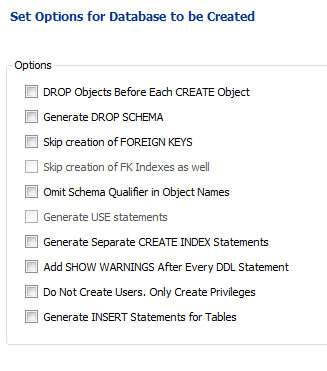 Set Options for Database to be Created
Options
DROP Objects Before Each CREATE Object
Generate DROP SCHEMA
Skip creation of FOREIGN KEYS
Skip creation of FK Indexes as well
Omit Schema Qualifier in Object Names
Generate USE statements
Generate Separate CREATE INDEX Statements
Add SHOW WARNINGS After Every DDL Statement
Do Not Create Users. Only Create Privileges
Generate INSERT Statements for Tables